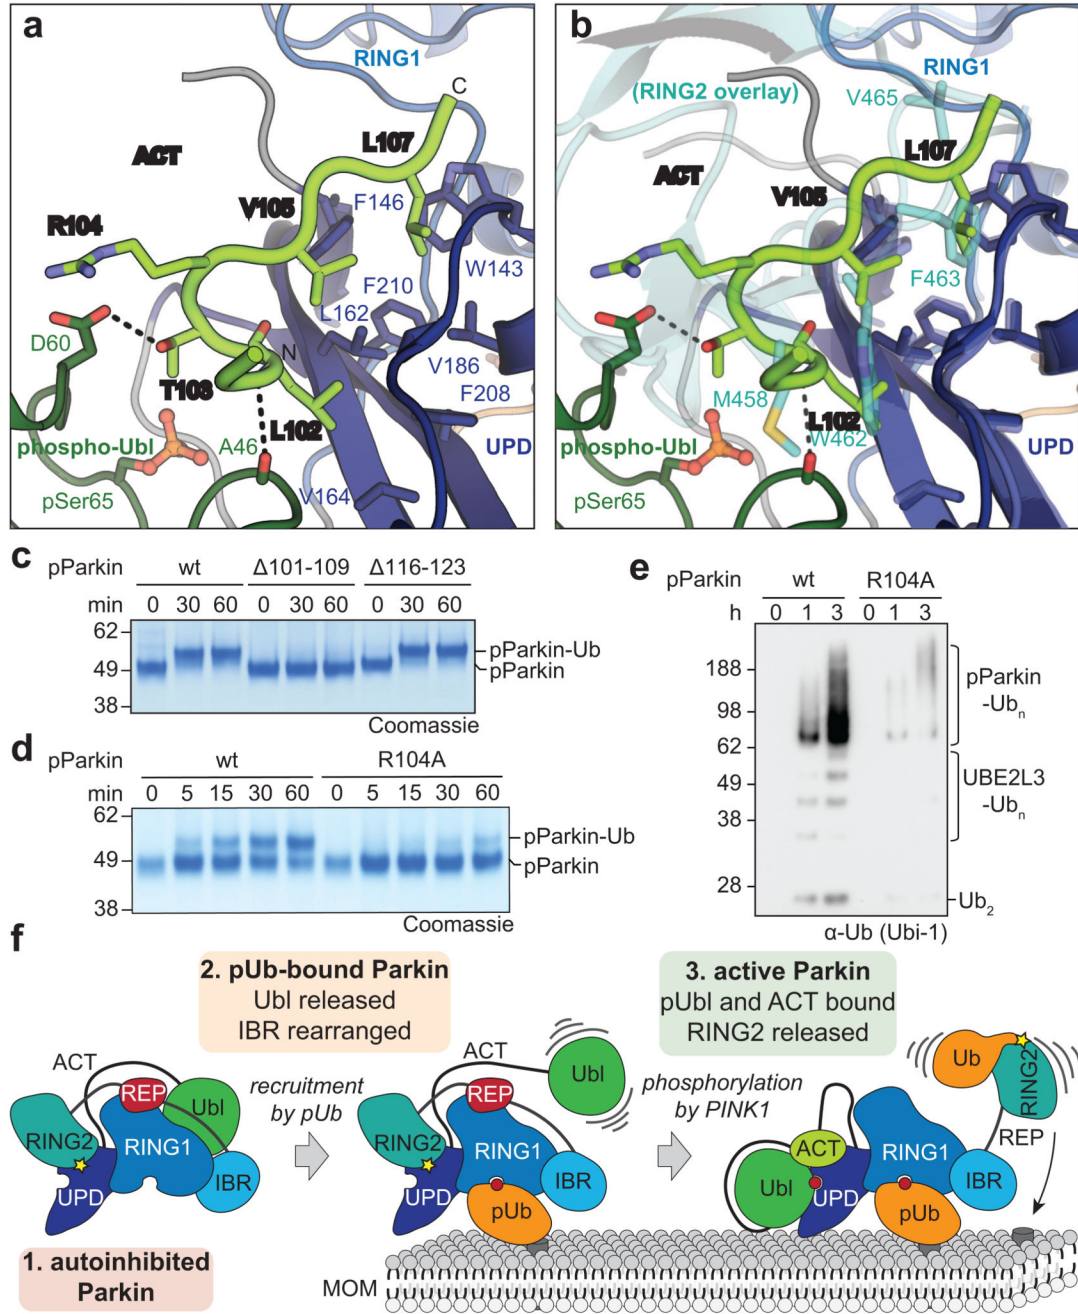 a
RING1
C
L107
ACT
V105
F146
R104
W143
F210
L162
D60
N
V186
T103
F208
L102
phospho-Ubl
A46
UPD
pSer65
V164
b
RING1
(RING2 overlay)
V465
L107
ACT
V105
R104
F463
D60
T103
M458
L102
phospho-Ubl
W462
UPD
pSer65
c
pParkin wt Δ101-109 Δ116-123
min 0 30 60 0 30 60 0 30 60
62
49
38
pParkin-Ub
pParkin
Coomassie
d
pParkin wt R104A
min 0 5 15 30 60 0 5 15 30 60
62
49
38
pParkin-Ub
pParkin
Coomassie
e
pParkin wt R104A
h 0 1 3 0 1 3
188
98
62
49
38
28
pParkin
-Ubn
UBE2L3
-Ubn
Ub2
α-Ub (Ubi-1)
f
2. pUb-bound Parkin
Ubl released
IBR rearranged
3. active Parkin
pUbl and ACT bound
RING2 released
ACT
REP
Ubl
RING2
RING1
UPD
IBR
1. autoinhibited
Parkin
recruitment
by pUb
ACT
Ubl
REP
RING2
RING1
UPD
IBR
pUb
MOM
phosphorylation
by PINK1
Ub
RING2
REP
ACT
RING1
Ubl
UPD
IBR
pUb